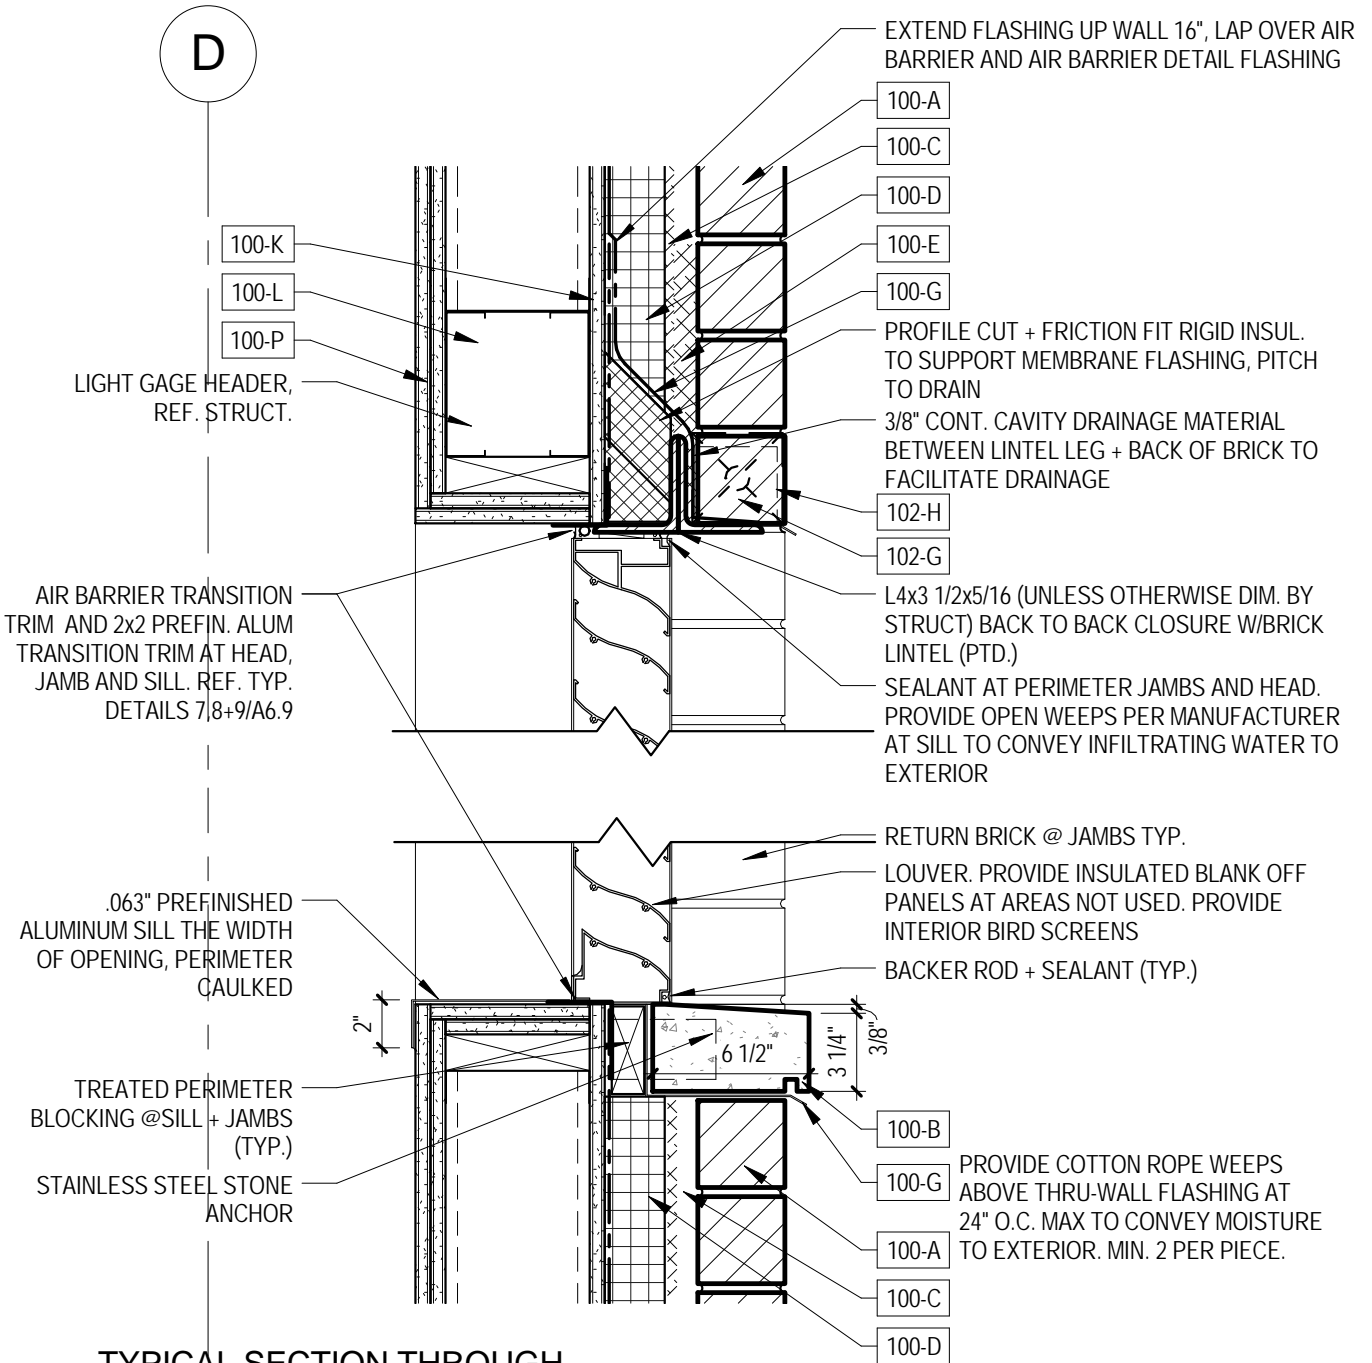 D
EXTEND FLASHING UP WALL 16", LAP OVER AIR
BARRIER AND AIR BARRIER DETAIL FLASHING
100-A
100-C
100-D
100-E
100-G
PROFILE CUT + FRICTION FIT RIGID INSUL.
TO SUPPORT MEMBRANE FLASHING, PITCH
TO DRAIN
3/8" CONT. CAVITY DRAINAGE MATERIAL
BETWEEN LINTEL LEG + BACK OF BRICK TO
FACILITATE DRAINAGE
102-H
102-G
L4x3 1/2x5/16 (UNLESS OTHERWISE DIM. BY
STRUCT) BACK TO BACK CLOSURE W/BRICK
LINTEL (PTD.)
SEALANT AT PERIMETER JAMBS AND HEAD.
PROVIDE OPEN WEEPS PER MANUFACTURER
AT SILL TO CONVEY INFILTRATING WATER TO
EXTERIOR
RETURN BRICK @ JAMBS TYP.
LOUVER. PROVIDE INSULATED BLANK OFF
PANELS AT AREAS NOT USED. PROVIDE
INTERIOR BIRD SCREENS
BACKER ROD + SEALANT (TYP.)
100-K
100-L
100-P
LIGHT GAGE HEADER,
REF. STRUCT.
AIR BARRIER TRANSITION
TRIM AND 2x2 PREFIN. ALUM
TRANSITION TRIM AT HEAD,
JAMB AND SILL. REF. TYP.
DETAILS 7,8+9/A6.9
.063" PREFINISHED
ALUMINUM SILL THE WIDTH
OF OPENING, PERIMETER
CAULKED
2"
6 1/2"
3 1/4"
3/8"
TREATED PERIMETER
BLOCKING @SILL + JAMBS
(TYP.)
STAINLESS STEEL STONE
ANCHOR
100-B
100-G
PROVIDE COTTON ROPE WEEPS
ABOVE THRU-WALL FLASHING AT
24" O.C. MAX TO CONVEY MOISTURE
TO EXTERIOR. MIN. 2 PER PIECE.
100-A
100-C
100-D
TYPICAL SECTION THROUGH